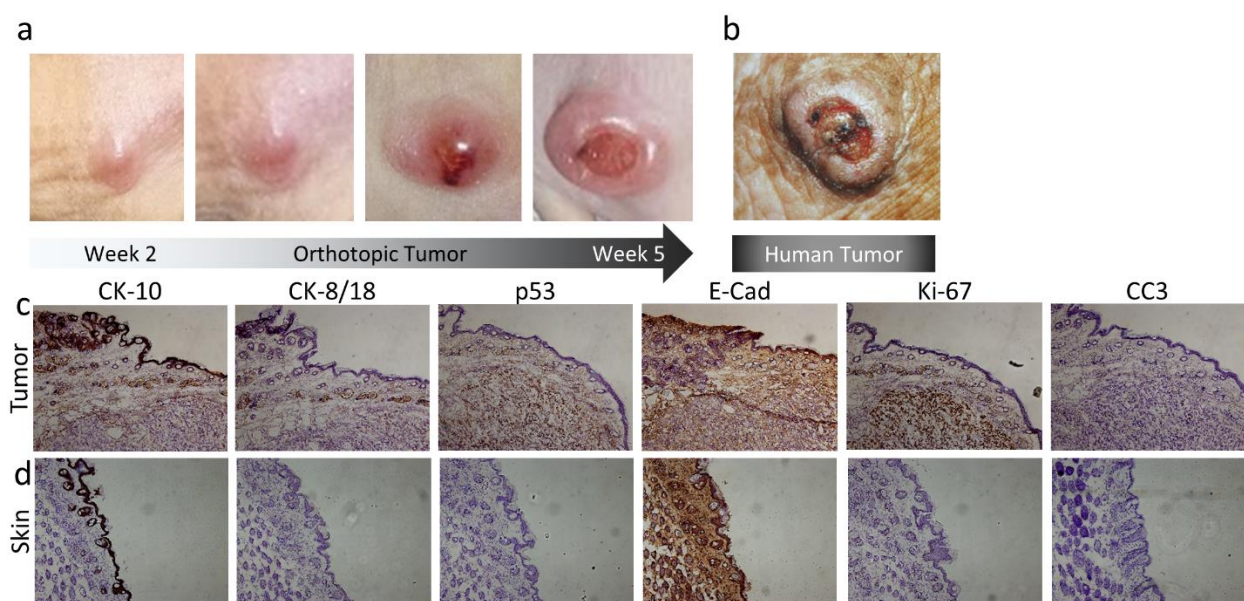 a
b
Week 2 Orthotopic Tumor Week 5
Human Tumor
CK-10 CK-8/18 p53 E-Cad Ki-67 CC3
c
Tumor
d
Skin